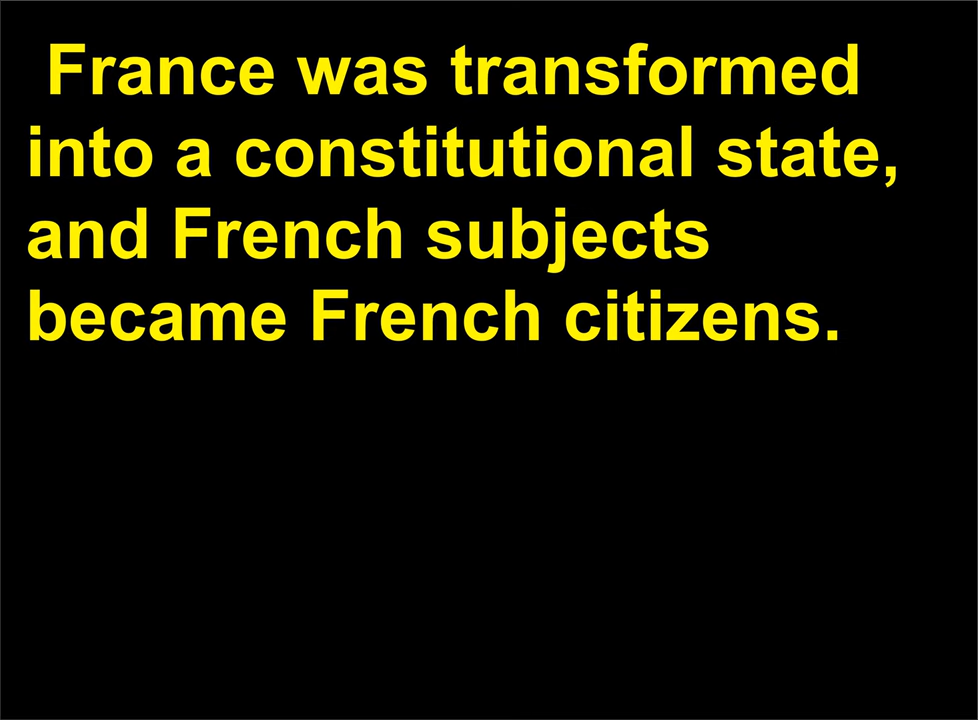 France was transformed
into a constitutional state,
and French subjects
became French citizens.